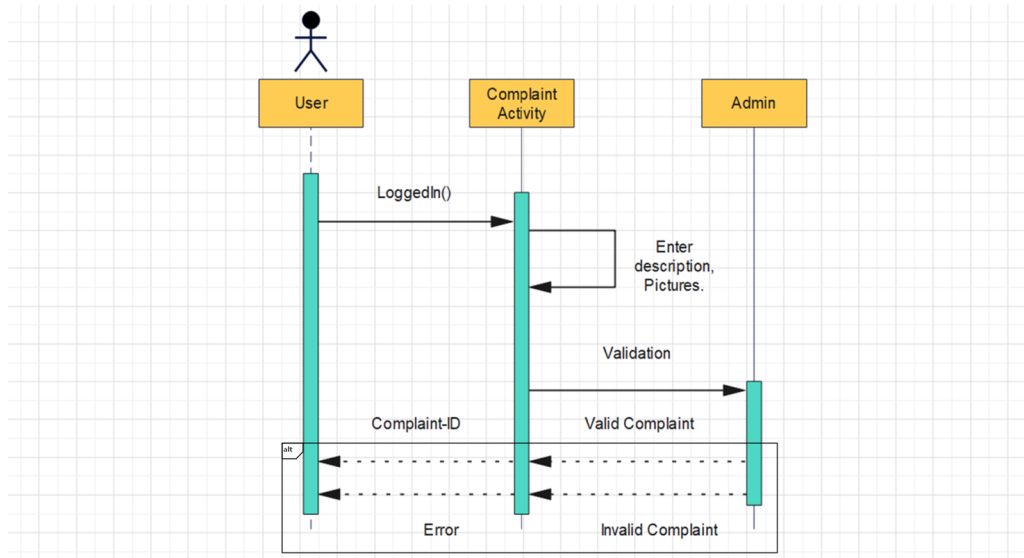 User
Complaint
Activity
Admin
LoggedIn()
Enter
description,
Pictures.
Validation
Complaint-ID
Valid Complaint
alt
Error
Invalid Complaint